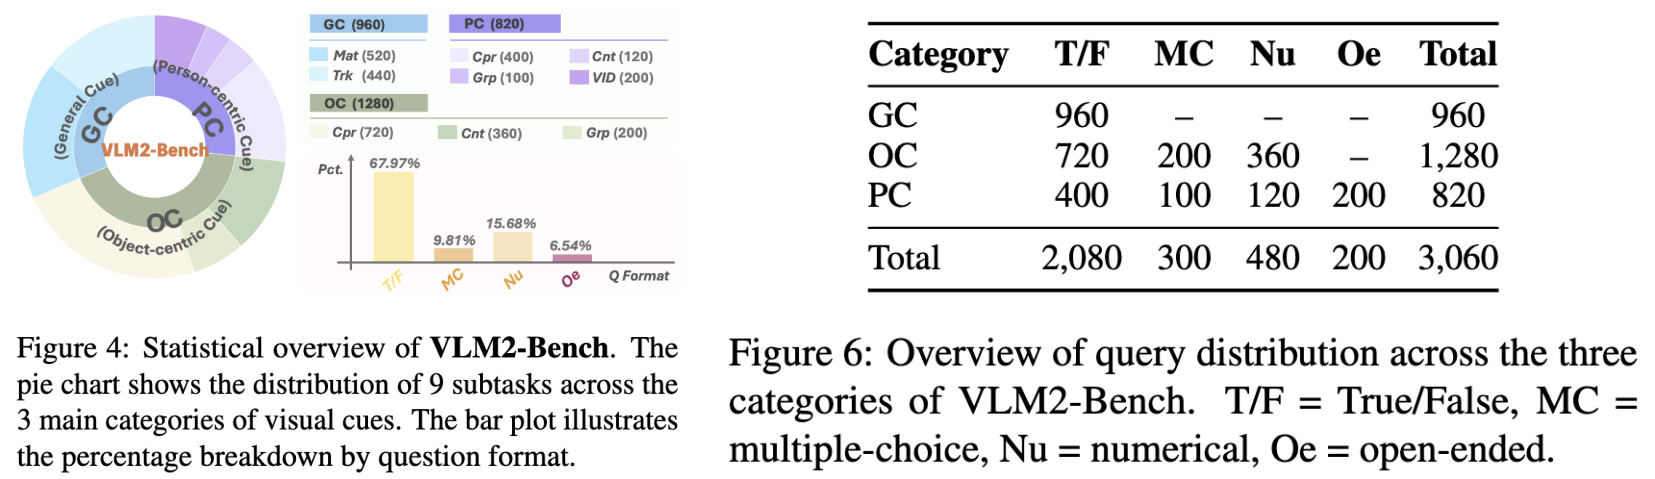 (General Cue)
GC
(Person-centric Cue)
PC
VLM2-Bench
OC
(Object-centric Cue)
GC (960)
Mat (520)
Trk (440)
PC (820)
Cpr (400) Cnt (120)
Grp (100) VID (200)
OC (1280)
Cpr (720) Cnt (360) Grp (200)
Pct.
67.97%
9.81%
15.68%
6.54%
T/F MC Nu Oe Q Format
Figure 4: Statistical overview of VLM2-Bench. The
pie chart shows the distribution of 9 subtasks across the
3 main categories of visual cues. The bar plot illustrates
the percentage breakdown by question format.
Category T/F MC Nu Oe Total
GC 960 – – – 960
OC 720 200 360 – 1,280
PC 400 100 120 200 820
Total 2,080 300 480 200 3,060
Figure 6: Overview of query distribution across the three
categories of VLM2-Bench. T/F = True/False, MC =
multiple-choice, Nu = numerical, Oe = open-ended.